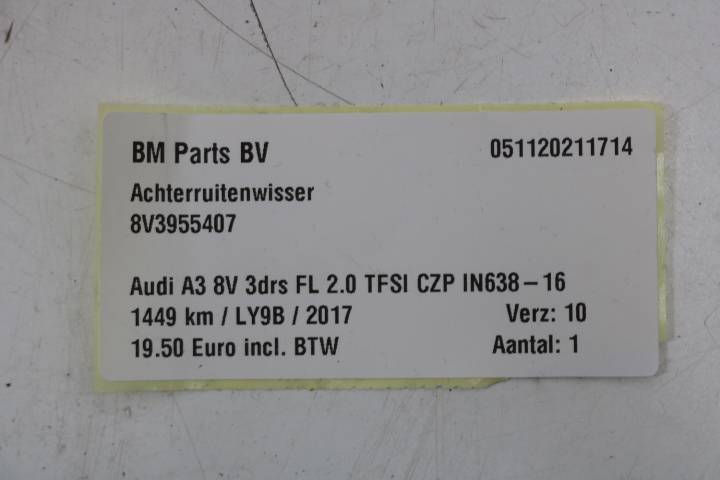 BM Parts BV 051120211714
Achterruitenwisser
8V3955407
Audi A3 8V 3drs FL 2.0 TFSI CZP IN638-16
1449 km / LY9B / 2017 Verz: 10
19.50 Euro incl. BTW Aantal: 1